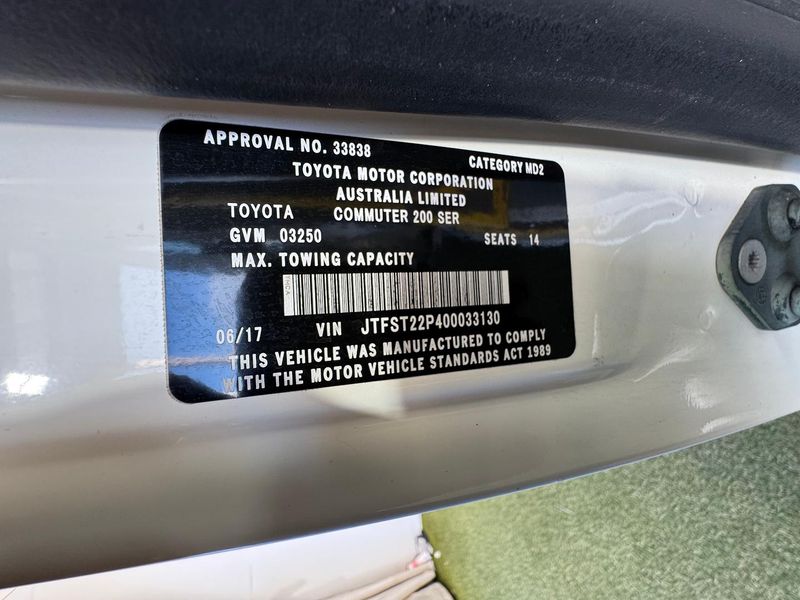 APPROVAL NO. 33838 CATEGORY MD2
TOYOTA MOTOR CORPORATION
AUSTRALIA LIMITED
TOYOTA COMMUTER 200 SER
GVM 03250 SEATS 14
MAX. TOWING CAPACITY
THCA
06/17 VIN JTFST22P400033130
THIS VEHICLE WAS MANUFACTURED TO COMPLY
WITH THE MOTOR VEHICLE STANDARDS ACT 1989